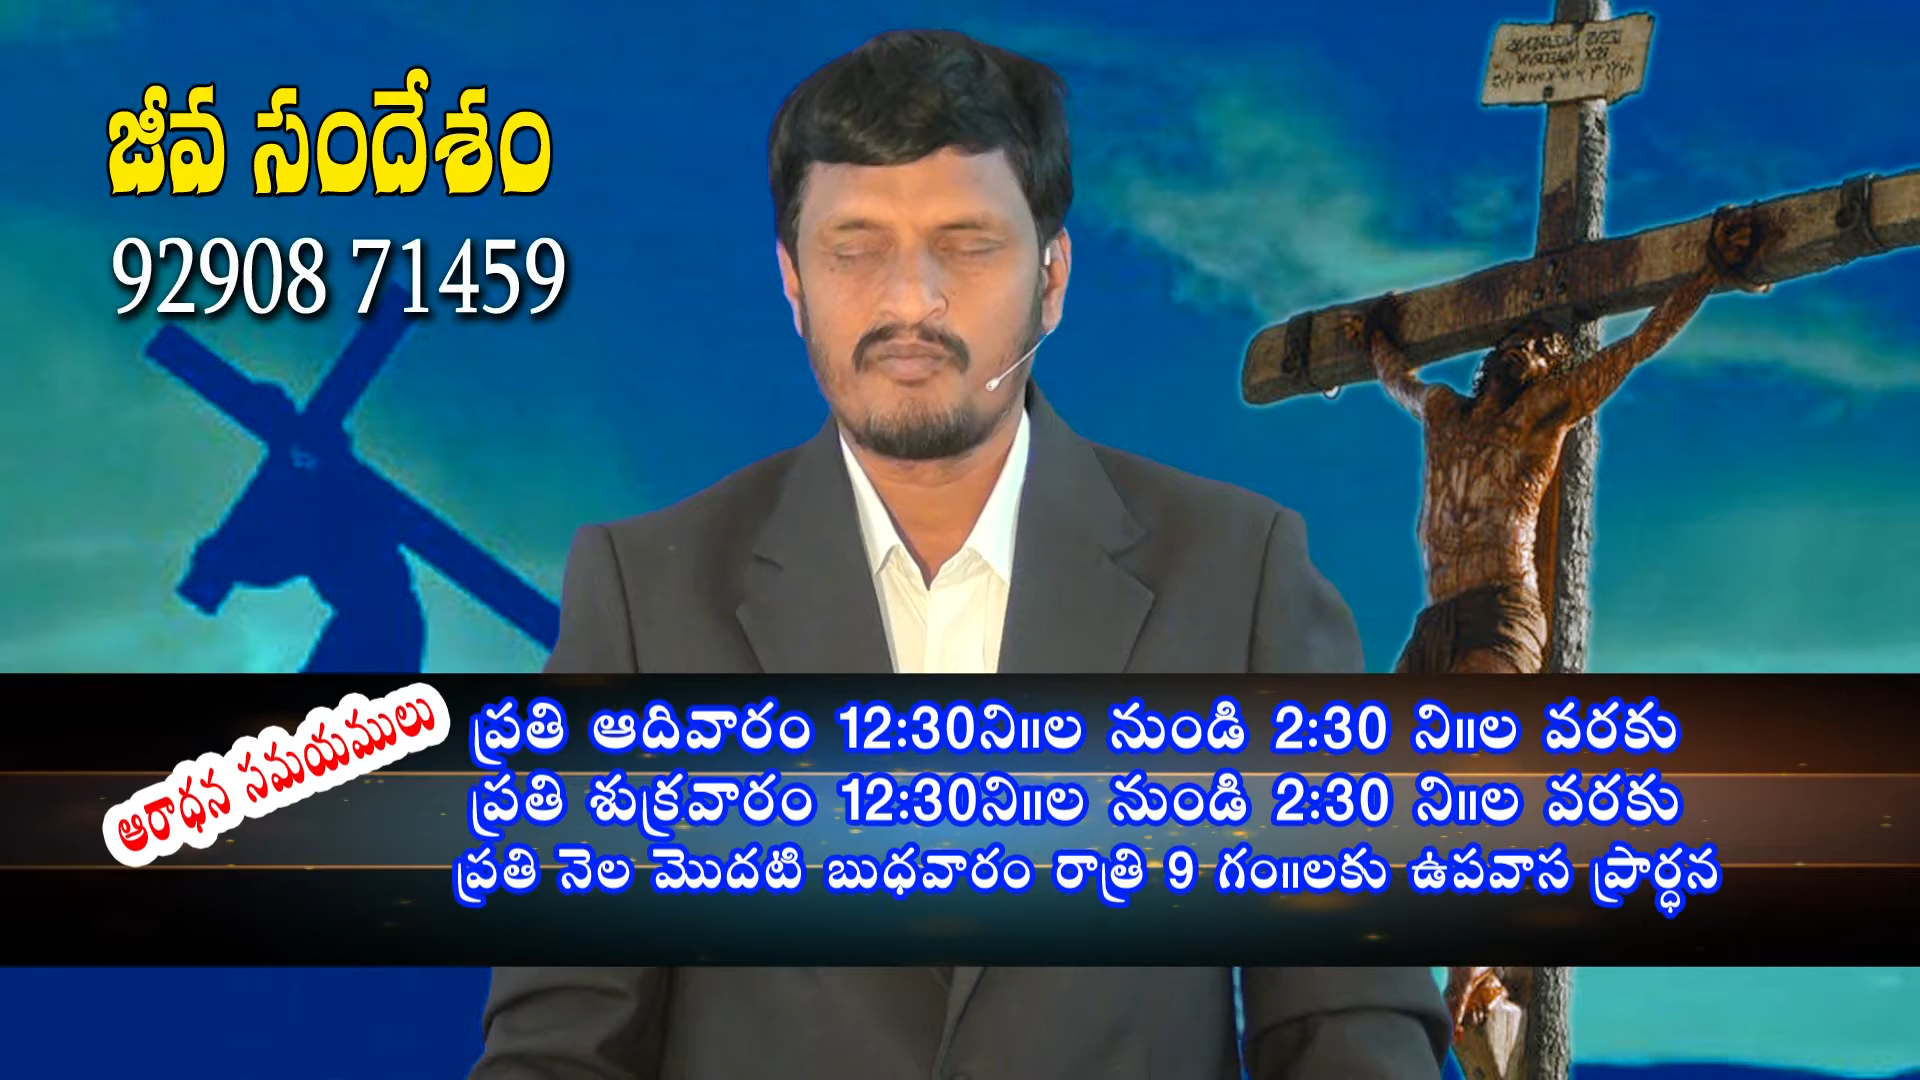 జీవ సందేశం
92908 71459
ఆరాధన సమయములు
ప్రతి ఆదివారం 12:30ని॥ల నుండి 2:30 ని॥ల వరకు
ప్రతి శుక్రవారం 12:30ని॥ల నుండి 2:30 ని॥ల వరకు
ప్రతి నెల మొదటి బుధవారం రాత్రి 9 గం॥లకు ఉపవాస ప్రార్ధన